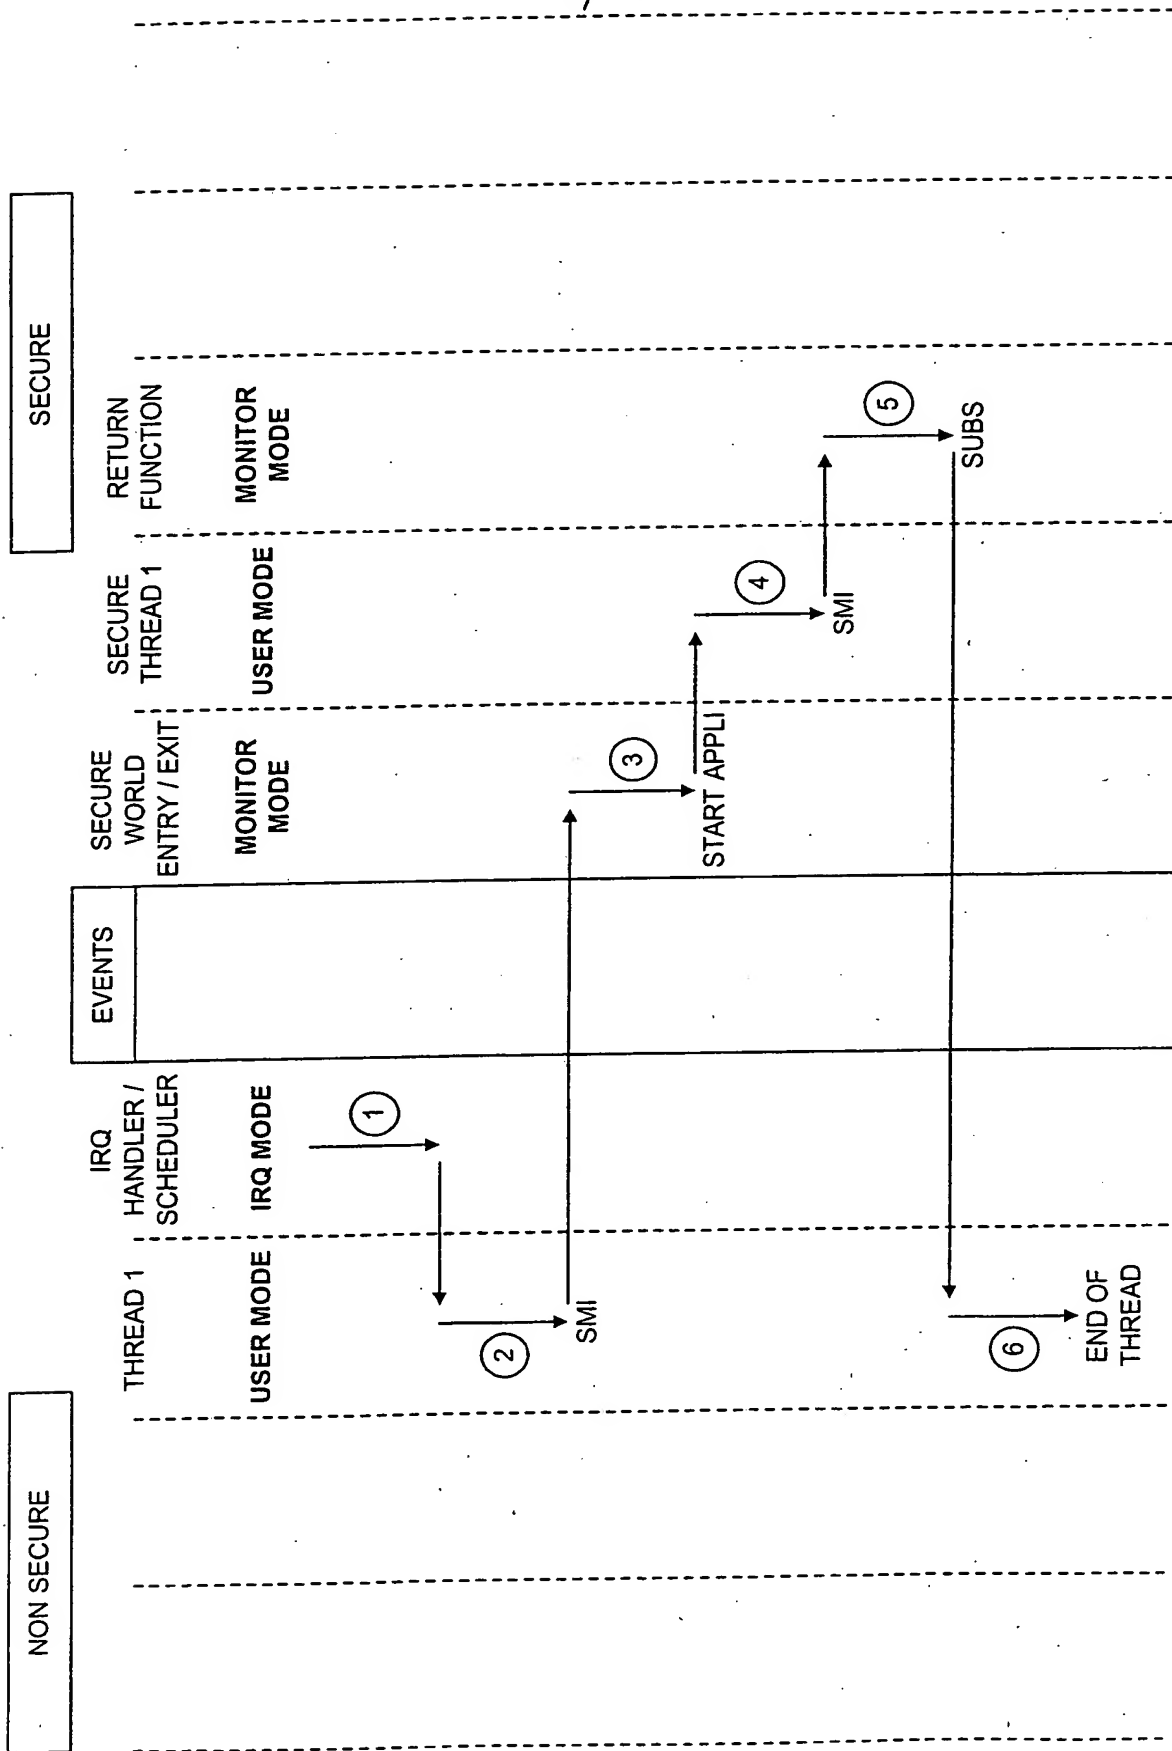 NON SECURE
SECURE
EVENTS
THREAD 1
IRQ
HANDLER /
SCHEDULER
SECURE
WORLD
ENTRY / EXIT
SECURE
THREAD 1
RETURN
FUNCTION
USER MODE
IRQ MODE
MONITOR
MODE
USER MODE
MONITOR
MODE
1
2
SMI
3
START APPLI
4
SMI
5
SUBS
6
END OF
THREAD